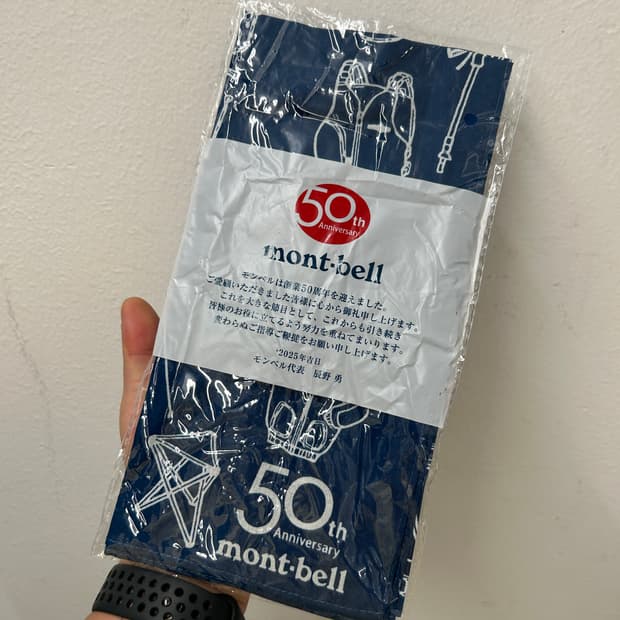 50th
Anniversary
mont-bell
モンベルは創業50周年を迎えました。
ご愛顧いただきました皆様に心から御礼申し上げます。
これを大きな節目として、これからも引き続き
皆様のお役に立てるよう努力を重ねてまいります。
変わらぬご指導ご鞭撻をお願い申し上げます。
2025年吉日
モンベル代表 辰野 勇
50th
Anniversary
mont-bell